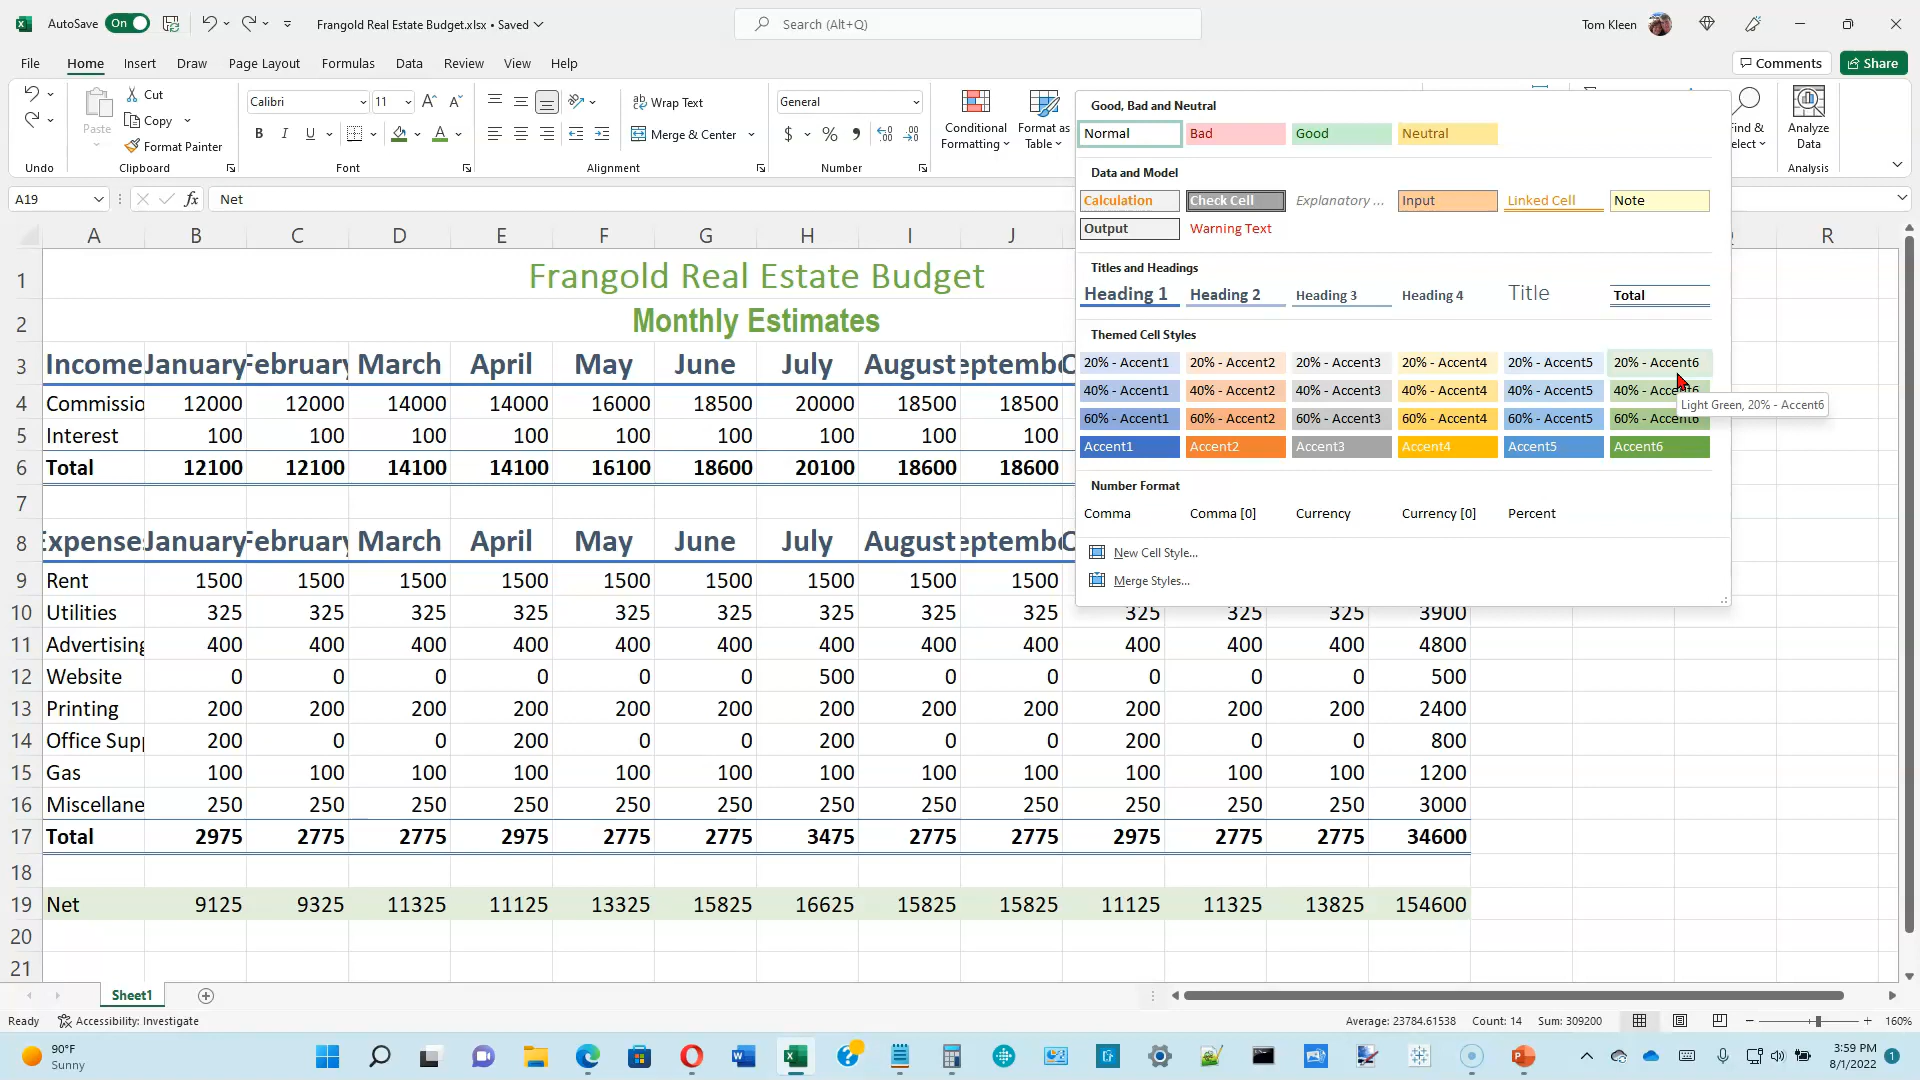 AutoSave On Frangold Real Estate Budget.xlsx • Saved Search (Alt+Q) Tom Kleen
File Home Insert Draw Page Layout Formulas Data Review View Help Comments Share
Cut
Copy
Format Painter
Paste
Calibri 11
B I U
Wrap Text
Merge & Center
General
$ % 9
Conditional Formatting
Format as Table
Analyze Data
Undo Clipboard Font Alignment Number Analysis
A19 fx Net
Good, Bad and Neutral
Normal Bad Good Neutral
Data and Model
Calculation Check Cell Explanatory ... Input Linked Cell Note
Output Warning Text
Titles and Headings
Heading 1 Heading 2 Heading 3 Heading 4 Title Total
Themed Cell Styles
20% - Accent1 20% - Accent2 20% - Accent3 20% - Accent4 20% - Accent5 20% - Accent6
40% - Accent1 40% - Accent2 40% - Accent3 40% - Accent4 40% - Accent5 40% - Accent6
Light Green, 20% - Accent6
60% - Accent1 60% - Accent2 60% - Accent3 60% - Accent4 60% - Accent5 60% - Accent6
Accent1 Accent2 Accent3 Accent4 Accent5 Accent6
Number Format
Comma Comma [0] Currency Currency [0] Percent
New Cell Style...
Merge Styles...
A B C D E F G H I J R
1 Frangold Real Estate Budget
2 Monthly Estimates
3 Income January February March April May June July August
4 Commissio 12000 12000 14000 14000 16000 18500 20000 18500 18500
5 Interest 100 100 100 100 100 100 100 100 100
6 Total 12100 12100 14100 14100 16100 18600 20100 18600 18600
7
8 Expense January February March April May June July August
9 Rent 1500 1500 1500 1500 1500 1500 1500 1500 1500
10 Utilities 325 325 325 325 325 325 325 325 325 325 325 325 3900
11 Advertising 400 400 400 400 400 400 400 400 400 400 400 400 4800
12 Website 0 0 0 0 0 0 500 0 0 0 0 0 500
13 Printing 200 200 200 200 200 200 200 200 200 200 200 200 2400
14 Office Supp 200 0 0 200 0 0 200 0 0 200 0 0 800
15 Gas 100 100 100 100 100 100 100 100 100 100 100 100 1200
16 Miscellane 250 250 250 250 250 250 250 250 250 250 250 250 3000
17 Total 2975 2775 2775 2975 2775 2775 3475 2775 2775 2975 2775 2775 34600
18
19 Net 9125 9325 11325 11125 13325 15825 16625 15825 15825 11125 11325 13825 154600
20
21
Sheet1
Ready Accessibility: Investigate Average: 23784.61538 Count: 14 Sum: 309200 160%
90°F
Sunny
3:59 PM
8/1/2022
1